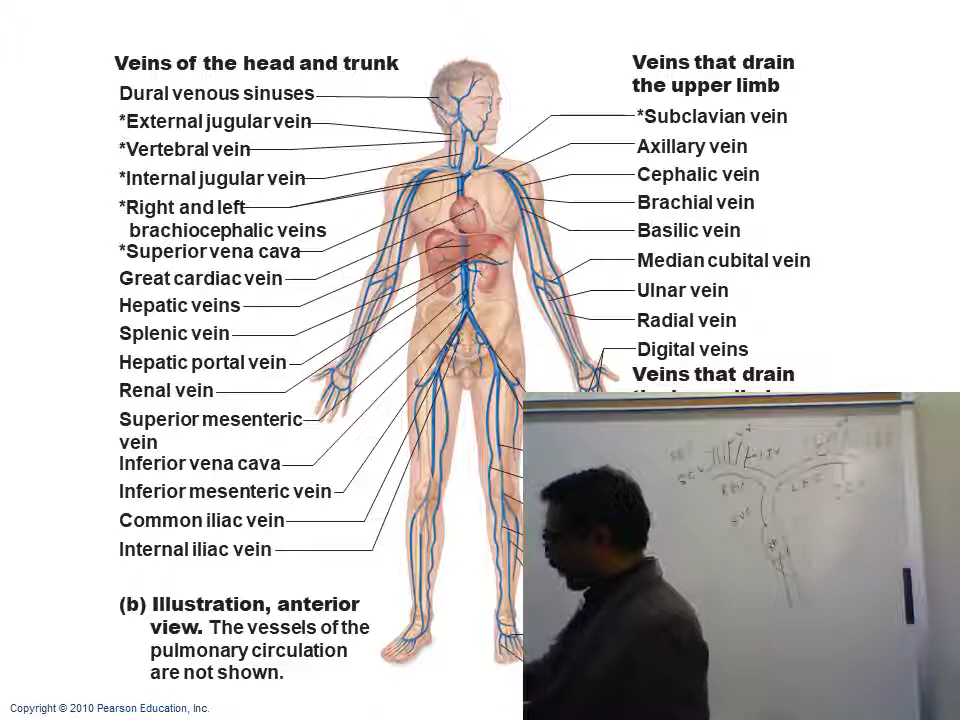 Veins of the head and trunk
Dural venous sinuses
*External jugular vein
*Vertebral vein
*Internal jugular vein
*Right and left
brachiocephalic veins
*Superior vena cava
Great cardiac vein
Hepatic veins
Splenic vein
Hepatic portal vein
Renal vein
Superior mesenteric
vein
Inferior vena cava
Inferior mesenteric vein
Common iliac vein
Internal iliac vein
(b) Illustration, anterior
view. The vessels of the
pulmonary circulation
are not shown.
Veins that drain
the upper limb
*Subclavian vein
Axillary vein
Cephalic vein
Brachial vein
Basilic vein
Median cubital vein
Ulnar vein
Radial vein
Digital veins
Veins that drain
SVC
Copyright © 2010 Pearson Education, Inc.